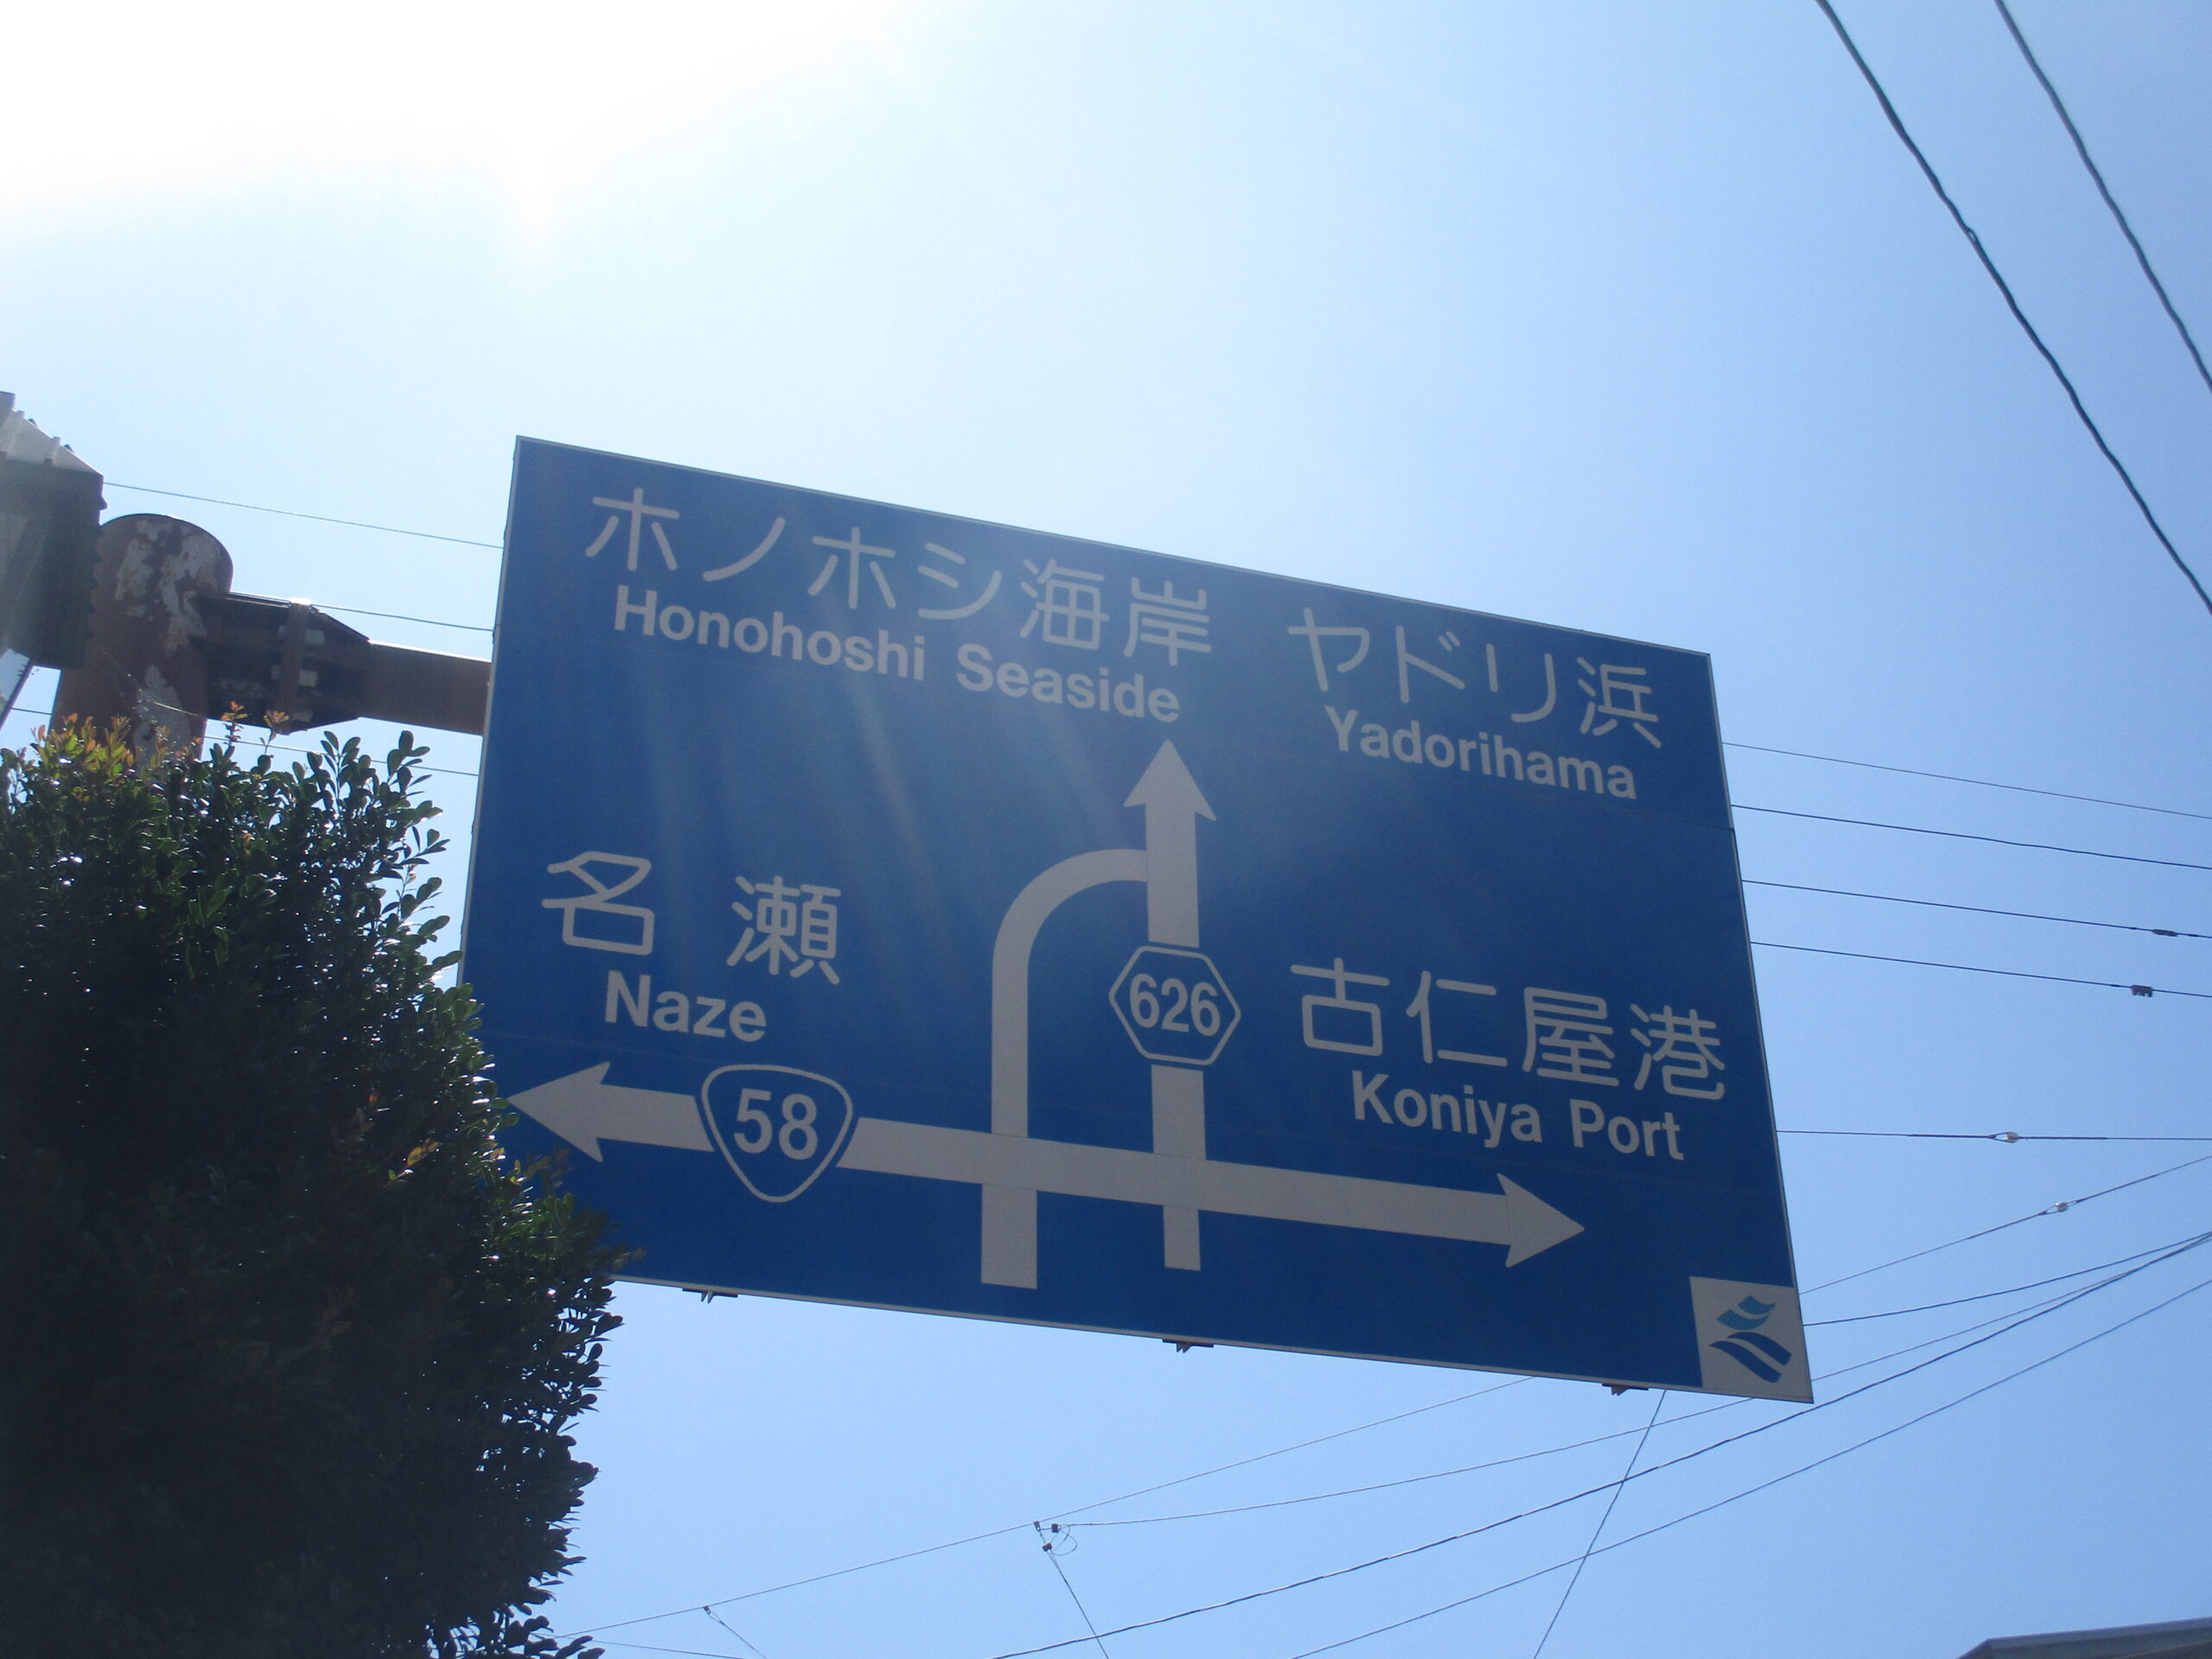 ホノホシ海岸 ヤドリ浜
Honohoshi Seaside Yadorihama
名瀬
Naze
58
626
古仁屋港
Koniya Port